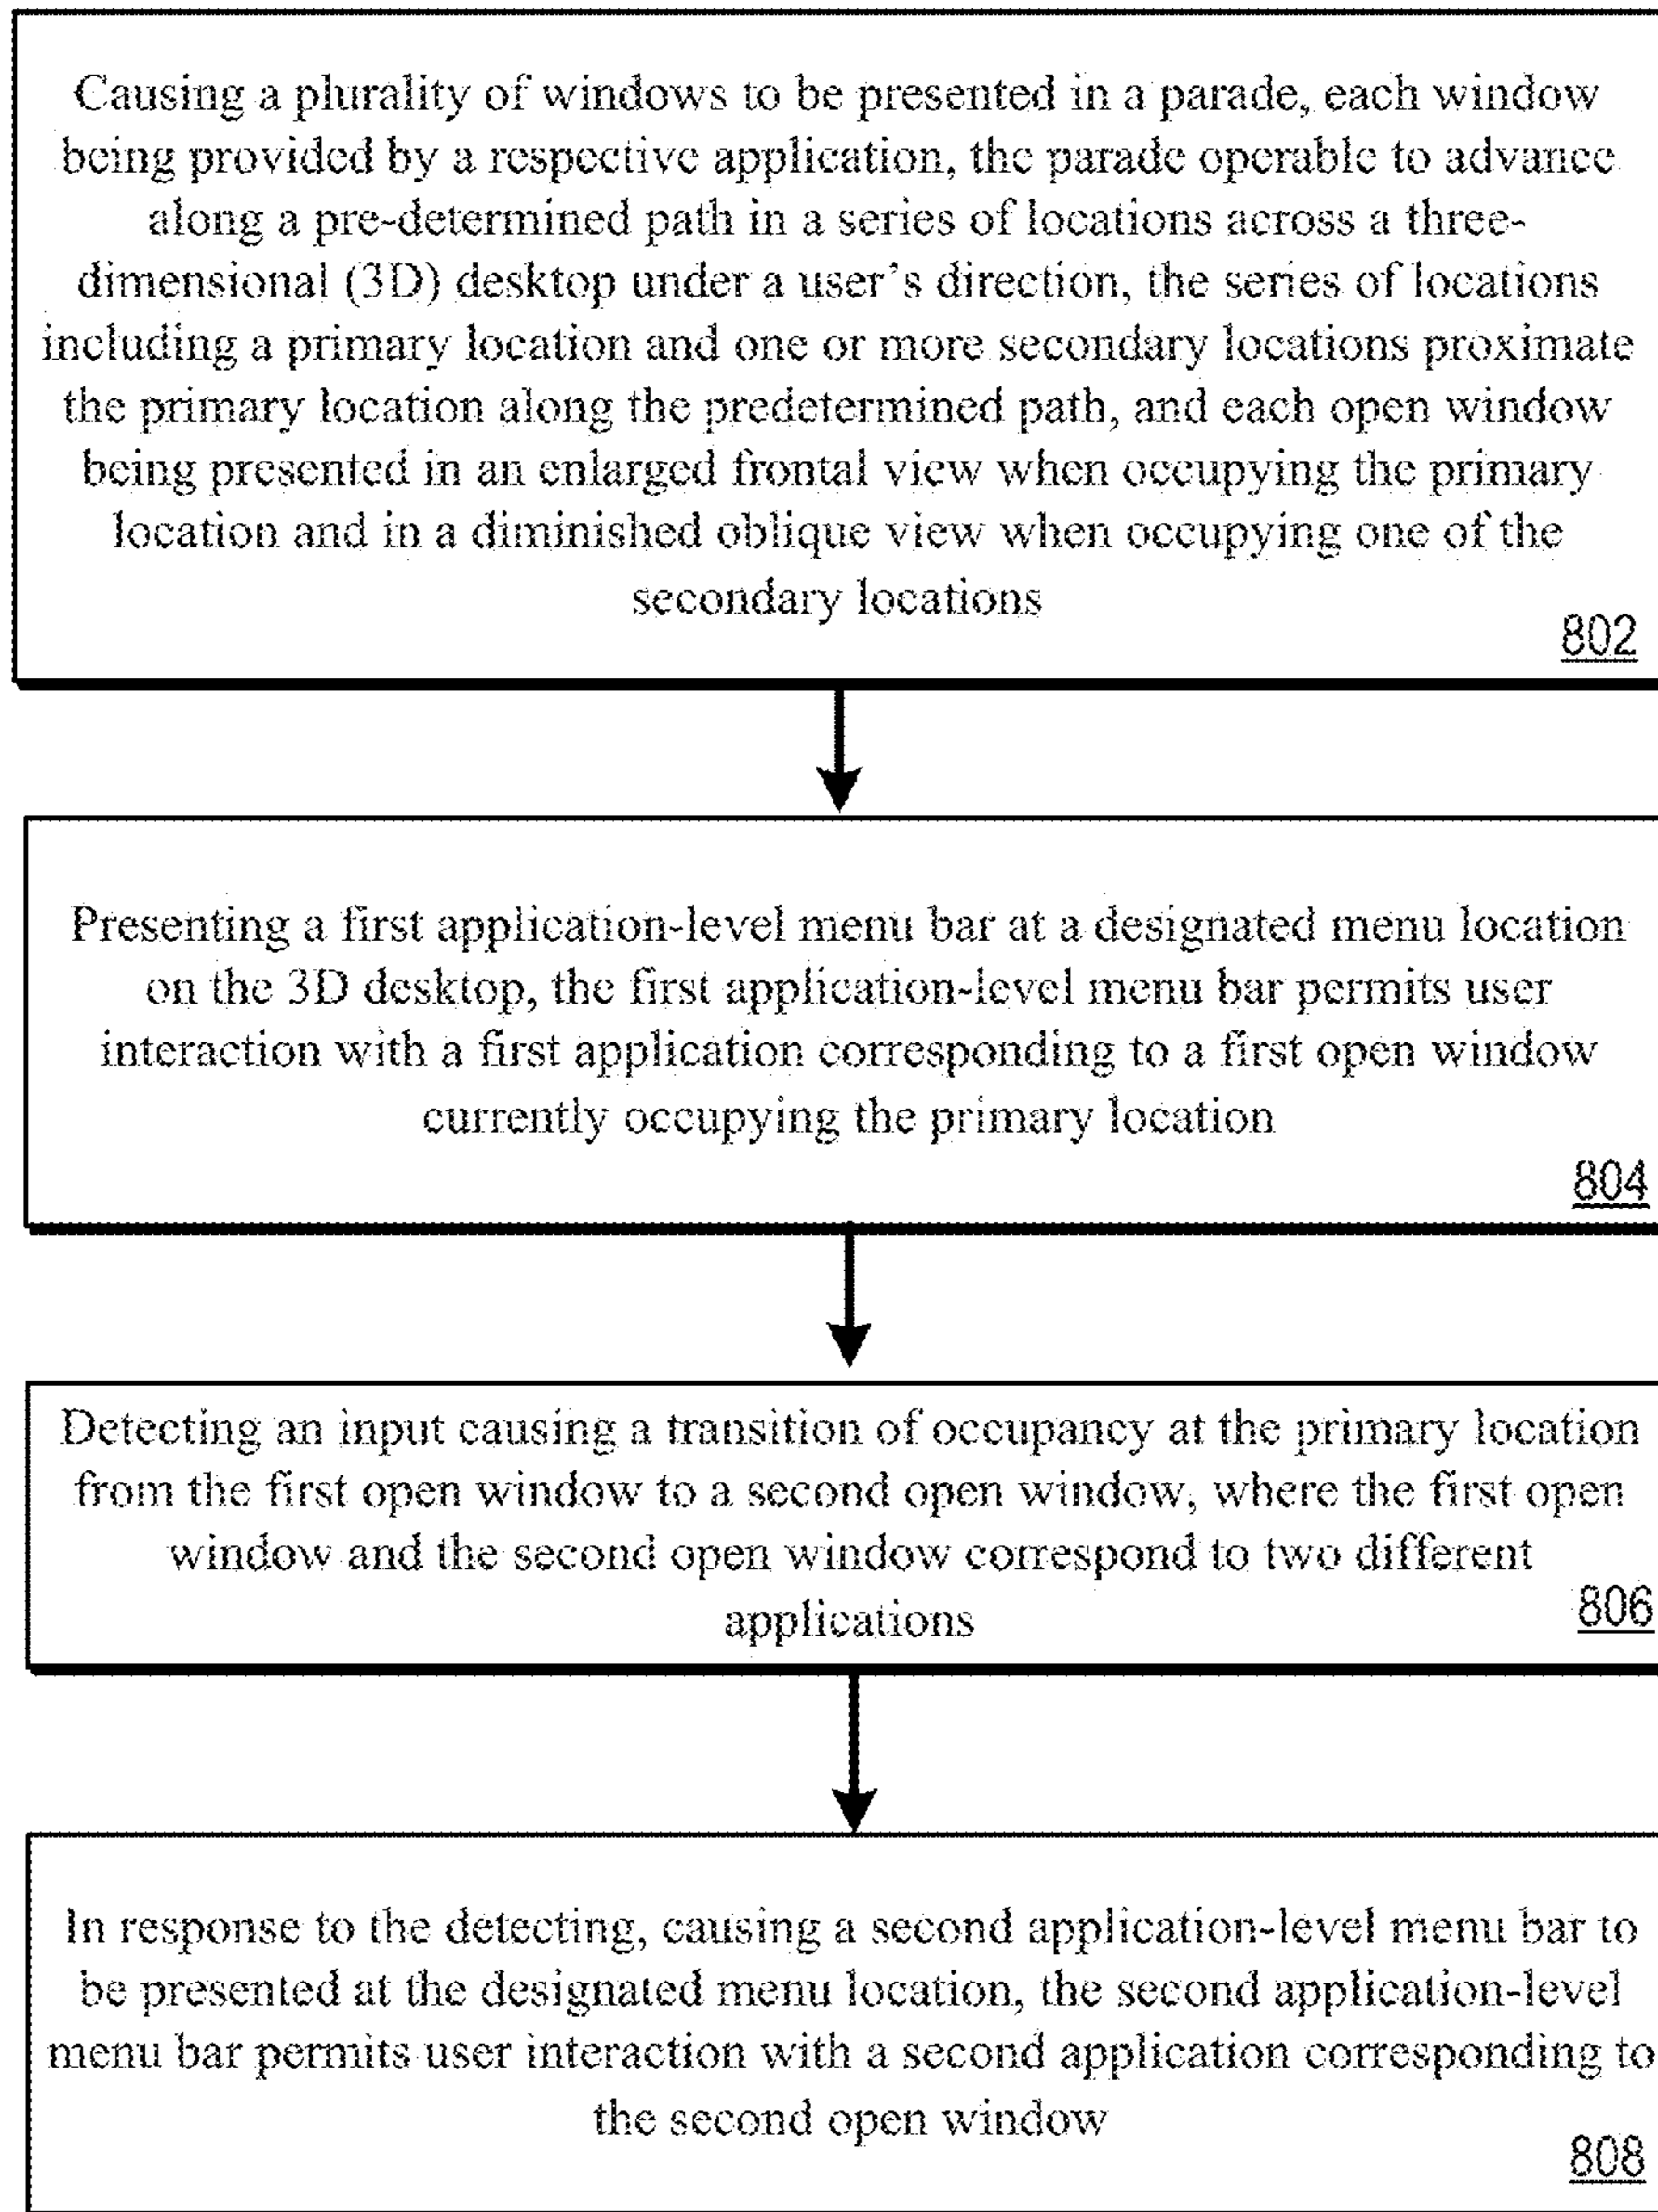 Causing a plurality of windows to be presented in a parade, each window
being provided by a respective application, the parade operable to advance
along a pre-determined path in a series of locations across a three-
dimensional (3D) desktop under a user's direction, the series of locations
including a primary location and one or more secondary locations proximate
the primary location along the predetermined path, and each open window
being presented in an enlarged frontal view when occupying the primary
location and in a diminished oblique view when occupying one of the
secondary locations
802
Presenting a first application-level menu bar at a designated menu location
on the 3D desktop, the first application-level menu bar permits user
interaction with a first application corresponding to a first open window
currently occupying the primary location
804
Detecting an input causing a transition of occupancy at the primary location
from the first open window to a second open window, where the first open
window and the second open window correspond to two different
applications
806
In response to the detecting, causing a second application-level menu bar to
be presented at the designated menu location, the second application-level
menu bar permits user interaction with a second application corresponding to
the second open window
808